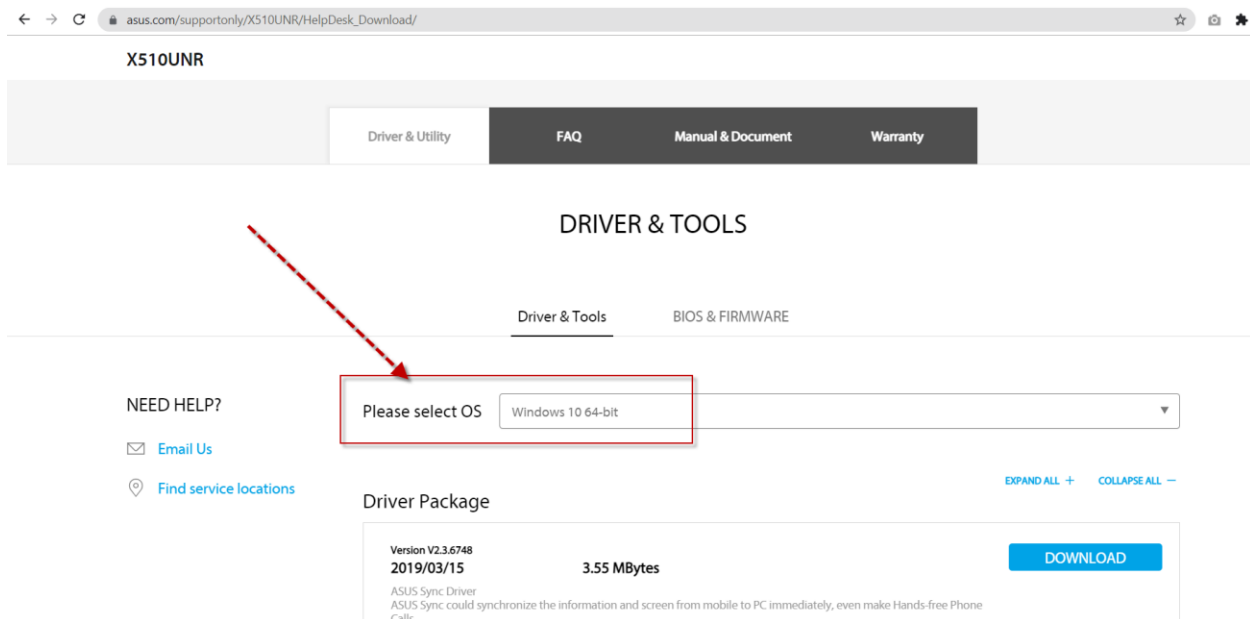 asus.com/supportonly/X510UNR/HelpDesk_Download/
X510UNR
Driver & Utility FAQ Manual & Document Warranty
DRIVER & TOOLS
Driver & Tools BIOS & FIRMWARE
NEED HELP?
Email Us
Find service locations
Please select OS Windows 10 64-bit
EXPAND ALL + COLLAPSE ALL −
Driver Package
Version V2.3.6748
2019/03/15 3.55 MBytes DOWNLOAD
ASUS Sync Driver
ASUS Sync could synchronize the information and screen from mobile to PC immediately, even make Hands-free Phone
Calls